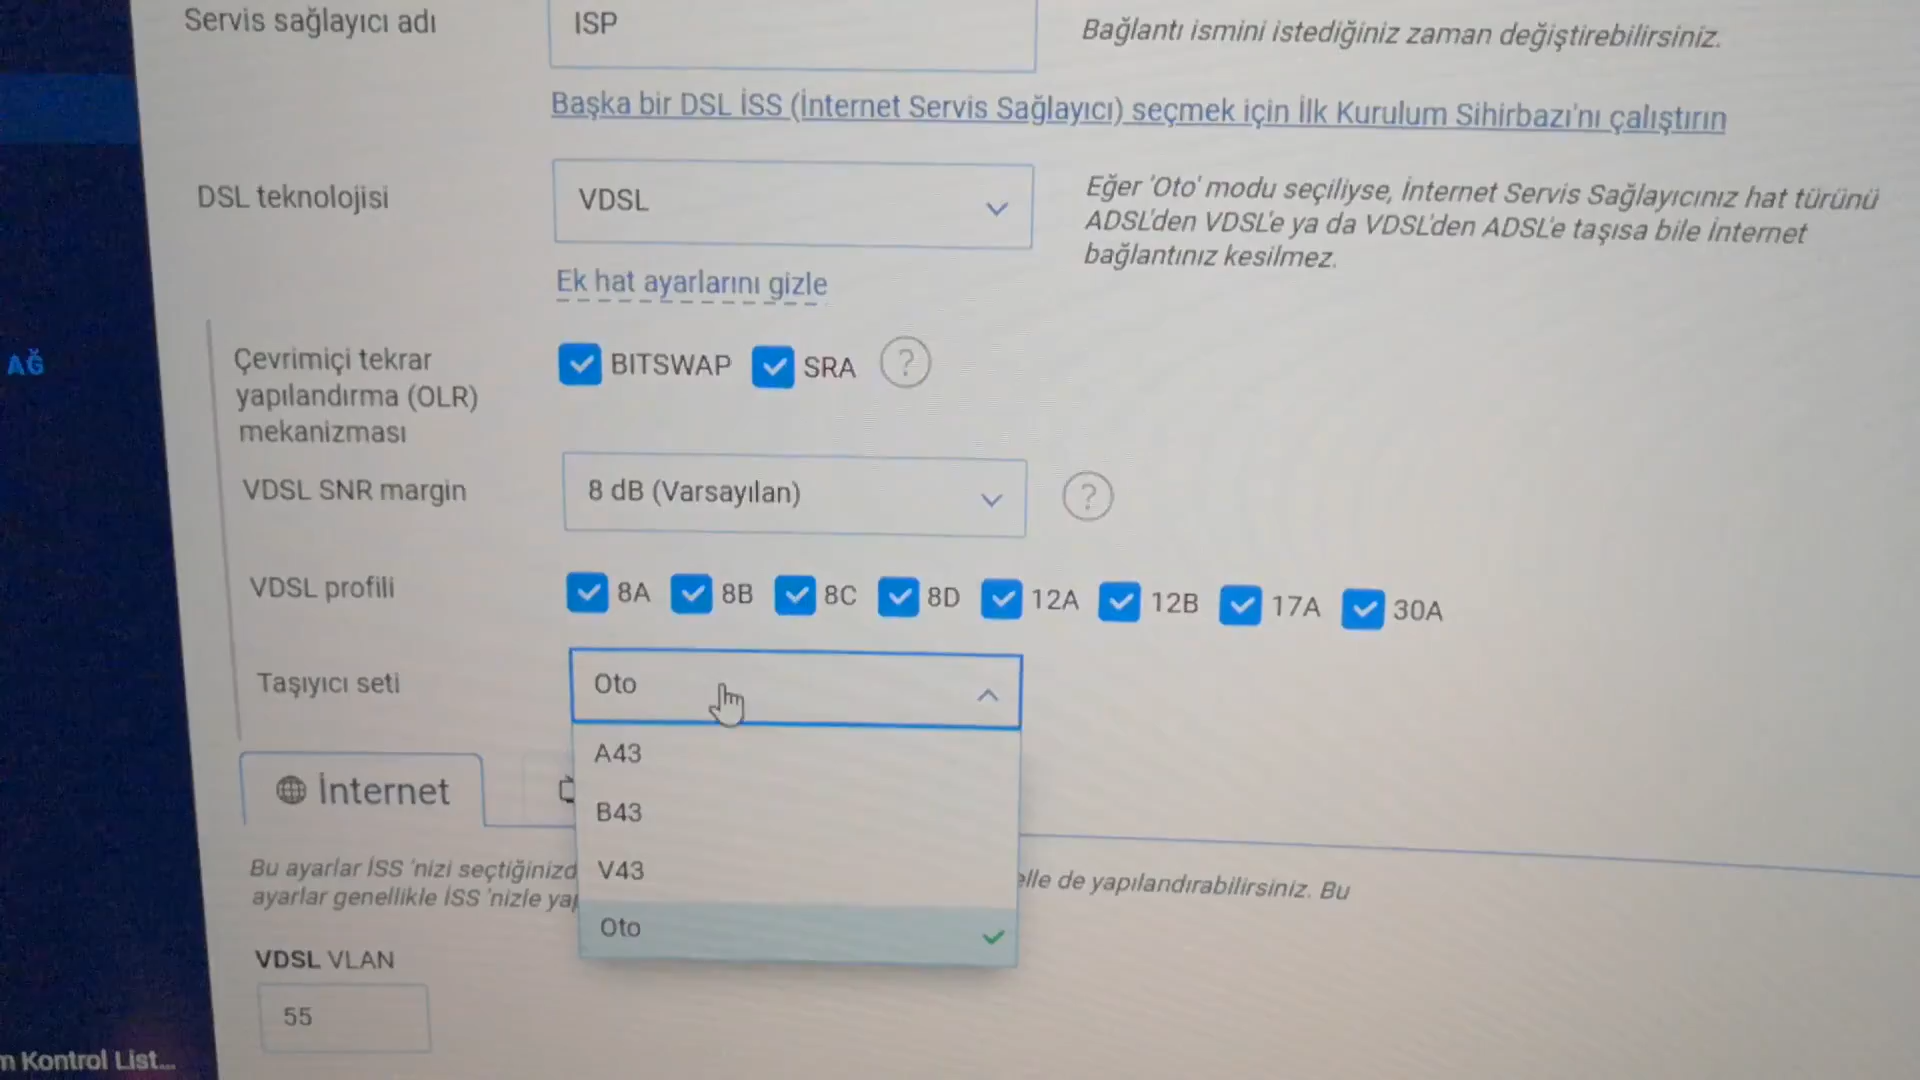 Servis sağlayıcı adı
ISP
Bağlantı ismini istediğiniz zaman değiştirebilirsiniz.
Başka bir DSL İSS (İnternet Servis Sağlayıcı) seçmek için İlk Kurulum Sihirbazı'nı çalıştırın
DSL teknolojisi
VDSL
Eğer 'Oto' modu seçiliyse, İnternet Servis Sağlayıcınız hat türünü
ADSL'den VDSL'e ya da VDSL'den ADSL'e taşısa bile İnternet
bağlantınız kesilmez.
Ek hat ayarlarını gizle
AĞ
Çevrimiçi tekrar
yapılandırma (OLR)
mekanizması
BITSWAP
SRA
?
VDSL SNR margin
8 dB (Varsayılan)
?
VDSL profili
8A 8B 8C 8D 12A 12B 17A 30A
Taşıyıcı seti
Oto
A43
B43
V43
Oto
İnternet
Bu ayarlar İSS 'nizi seçtiğinizd
elle de yapılandırabilirsiniz. Bu
ayarlar genellikle İSS 'nizle yap
VDSL VLAN
55
m Kontrol List...